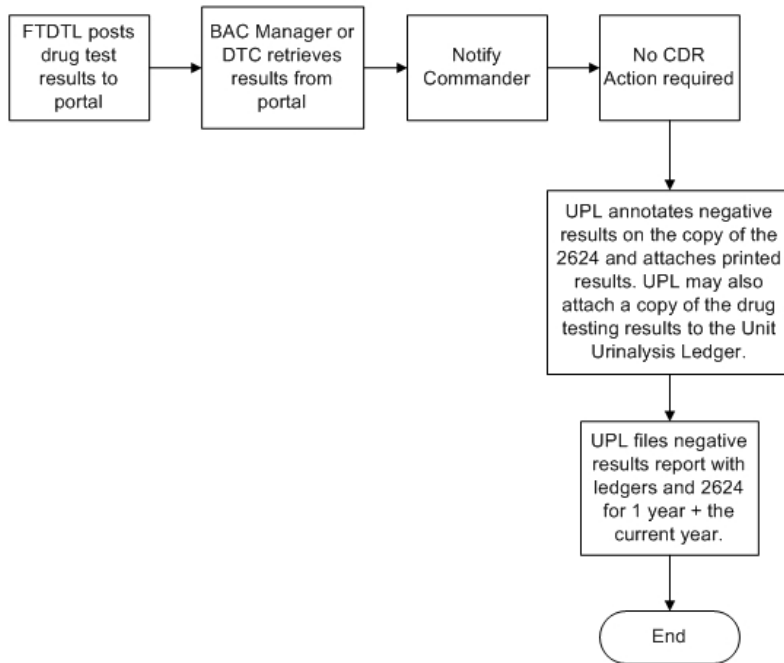 FTDTL posts
drug test
results to
portal
BAC Manager or
DTC retrieves
results from
portal
Notify
Commander
No CDR
Action required
UPL annotates negative
results on the copy of the
2624 and attaches printed
results. UPL may also
attach a copy of the drug
testing results to the Unit
Urinalysis Ledger.
UPL files negative
results report with
ledgers and 2624
for 1 year + the
current year.
End